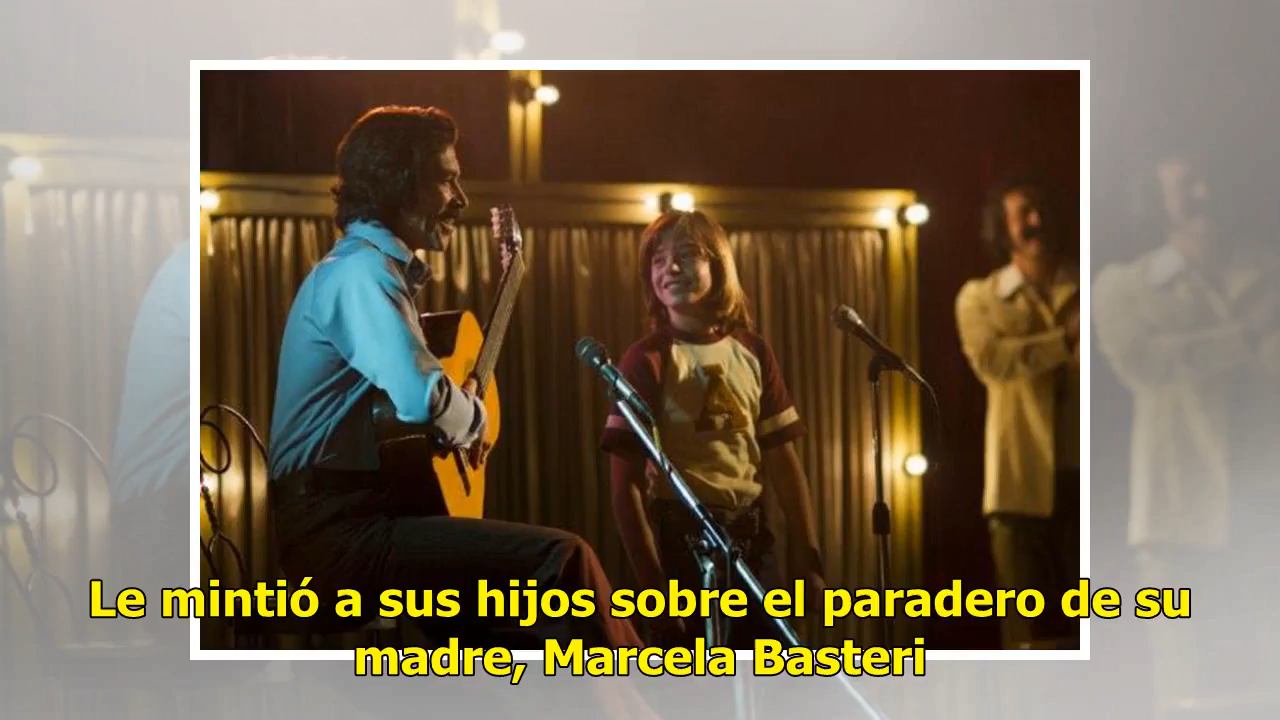 Le mintió a sus hijos sobre el paradero de su
madre, Marcela Basteri